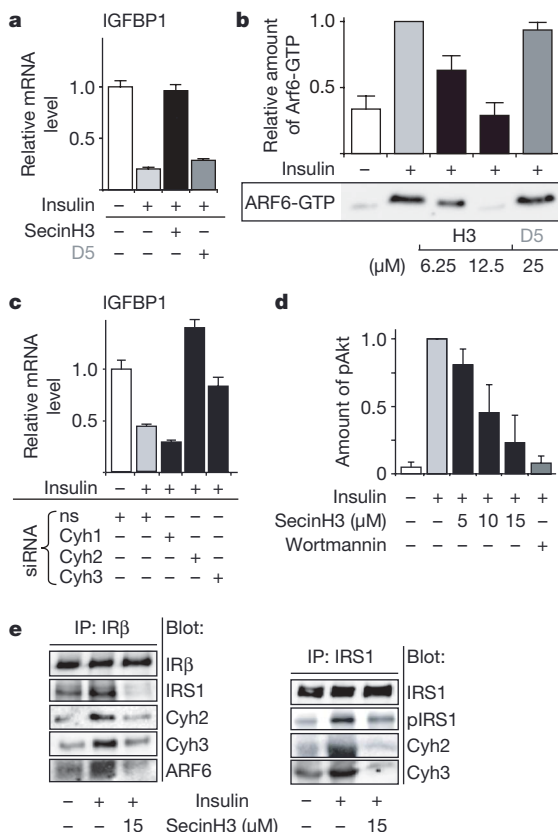 a
IGFBP1
Relative mRNA level
1.0
0.5
Insulin – + + +
SecinH3 – – + –
D5 – – – +
b
Relative amount of Arf6-GTP
1.0
0.5
Insulin – + + + +
ARF6-GTP
H3 D5
(μM) 6.25 12.5 25
c
IGFBP1
Relative mRNA level
1.0
0.5
Insulin – + + + +
siRNA
ns + + – – –
Cyh1 – – + – –
Cyh2 – – – + –
Cyh3 – – – – +
d
Amount of pAkt
1.0
0.5
0
Insulin – + + + + +
SecinH3 (μM) – – 5 10 15 –
Wortmannin – – – – – +
e
IP: IRβ Blot:
IRβ
IRS1
Cyh2
Cyh3
ARF6
– + + Insulin
– – 15 SecinH3 (μM)
IP: IRS1 Blot:
IRS1
pIRS1
Cyh2
Cyh3
– + +
– – 15